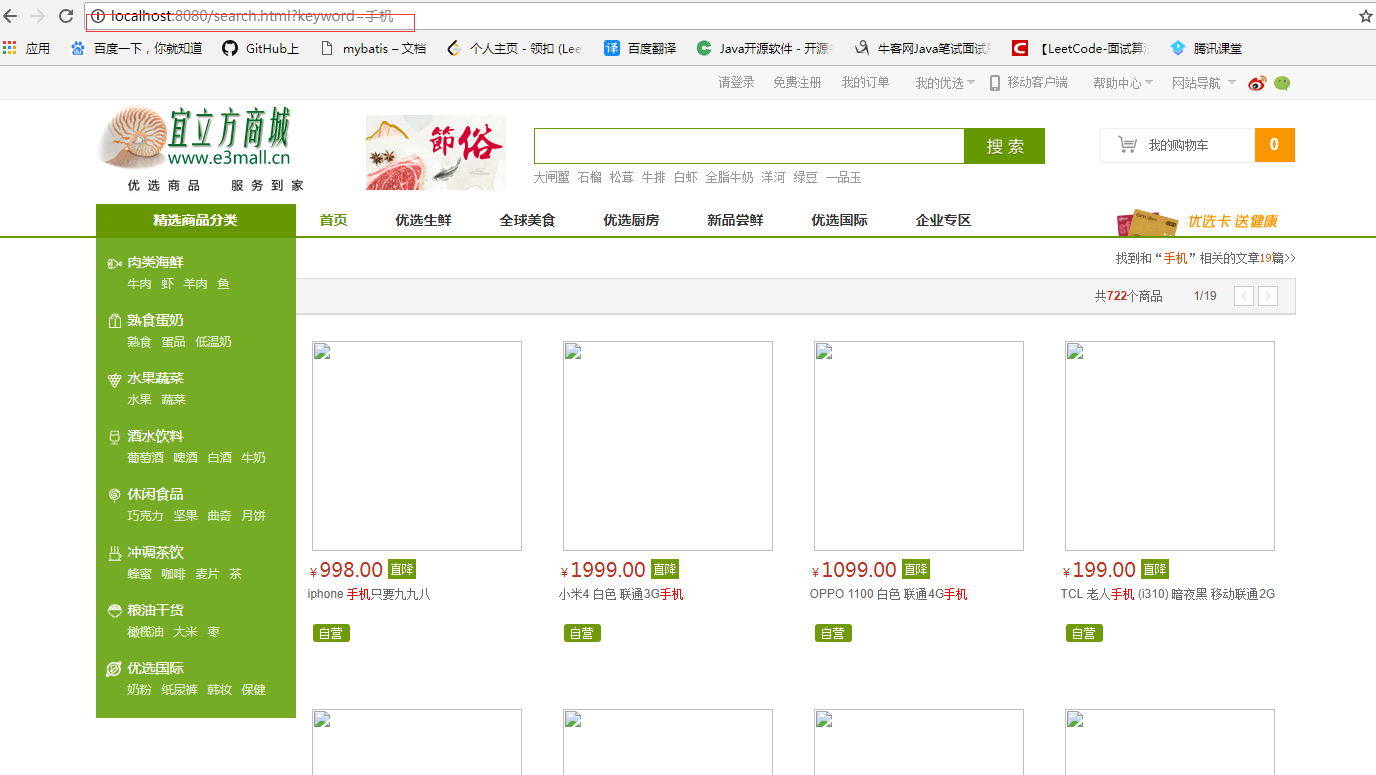 localhost:8080/search.html?keyword=手机
应用 百度一下，你就知道 GitHub上 mybatis – 文档 个人主页 - 领扣 (Lee 百度翻译 Java开源软件 - 开源 牛客网Java笔试面试 【LeetCode-面试算 腾讯课堂
请登录 免费注册 我的订单 我的优选 移动客户端 帮助中心 网站导航
宜立方商城
www.e3mall.cn
优选商品 服务到家
節俗
搜 索
我的购物车 0
大闸蟹 石榴 松茸 牛排 白虾 全脂牛奶 洋河 绿豆 一品玉
精选商品分类 首页 优选生鲜 全球美食 优选厨房 新品尝鲜 优选国际 企业专区 优选卡 送健康
找到和“手机”相关的文章19篇>>
共722个商品 1/19 < >
肉类海鲜
牛肉 虾 羊肉 鱼
熟食蛋奶
熟食 蛋品 低温奶
水果蔬菜
水果 蔬菜
酒水饮料
葡萄酒 啤酒 白酒 牛奶
休闲食品
巧克力 坚果 曲奇 月饼
冲调茶饮
蜂蜜 咖啡 麦片 茶
粮油干货
橄榄油 大米 枣
优选国际
奶粉 纸尿裤 韩妆 保健
¥998.00 直降
iphone 手机只要九九八
自营
¥1999.00 直降
小米4 白色 联通3G手机
自营
¥1099.00 直降
OPPO 1100 白色 联通4G手机
自营
¥199.00 直降
TCL 老人手机 (i310) 暗夜黑 移动联通2G
自营